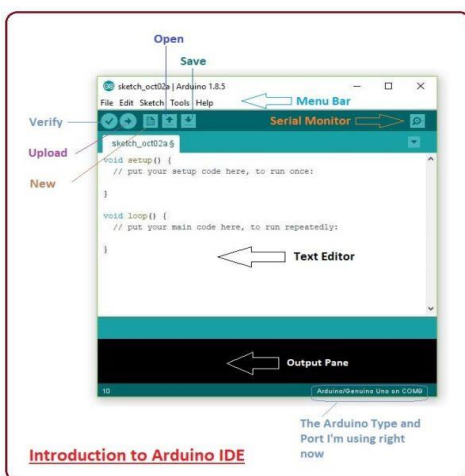 Open
Save
sketch_oct02a | Arduino 1.8.5
File Edit Sketch Tools Help
Menu Bar
Verify
Serial Monitor
Upload
sketch_oct02a §
New
void setup() {
// put your setup code here, to run once:
}
void loop() {
// put your main code here, to run repeatedly:
}
Text Editor
Output Pane
10
Arduino/Genuino Uno on COM9
The Arduino Type and
Port I'm using right
now
Introduction to Arduino IDE